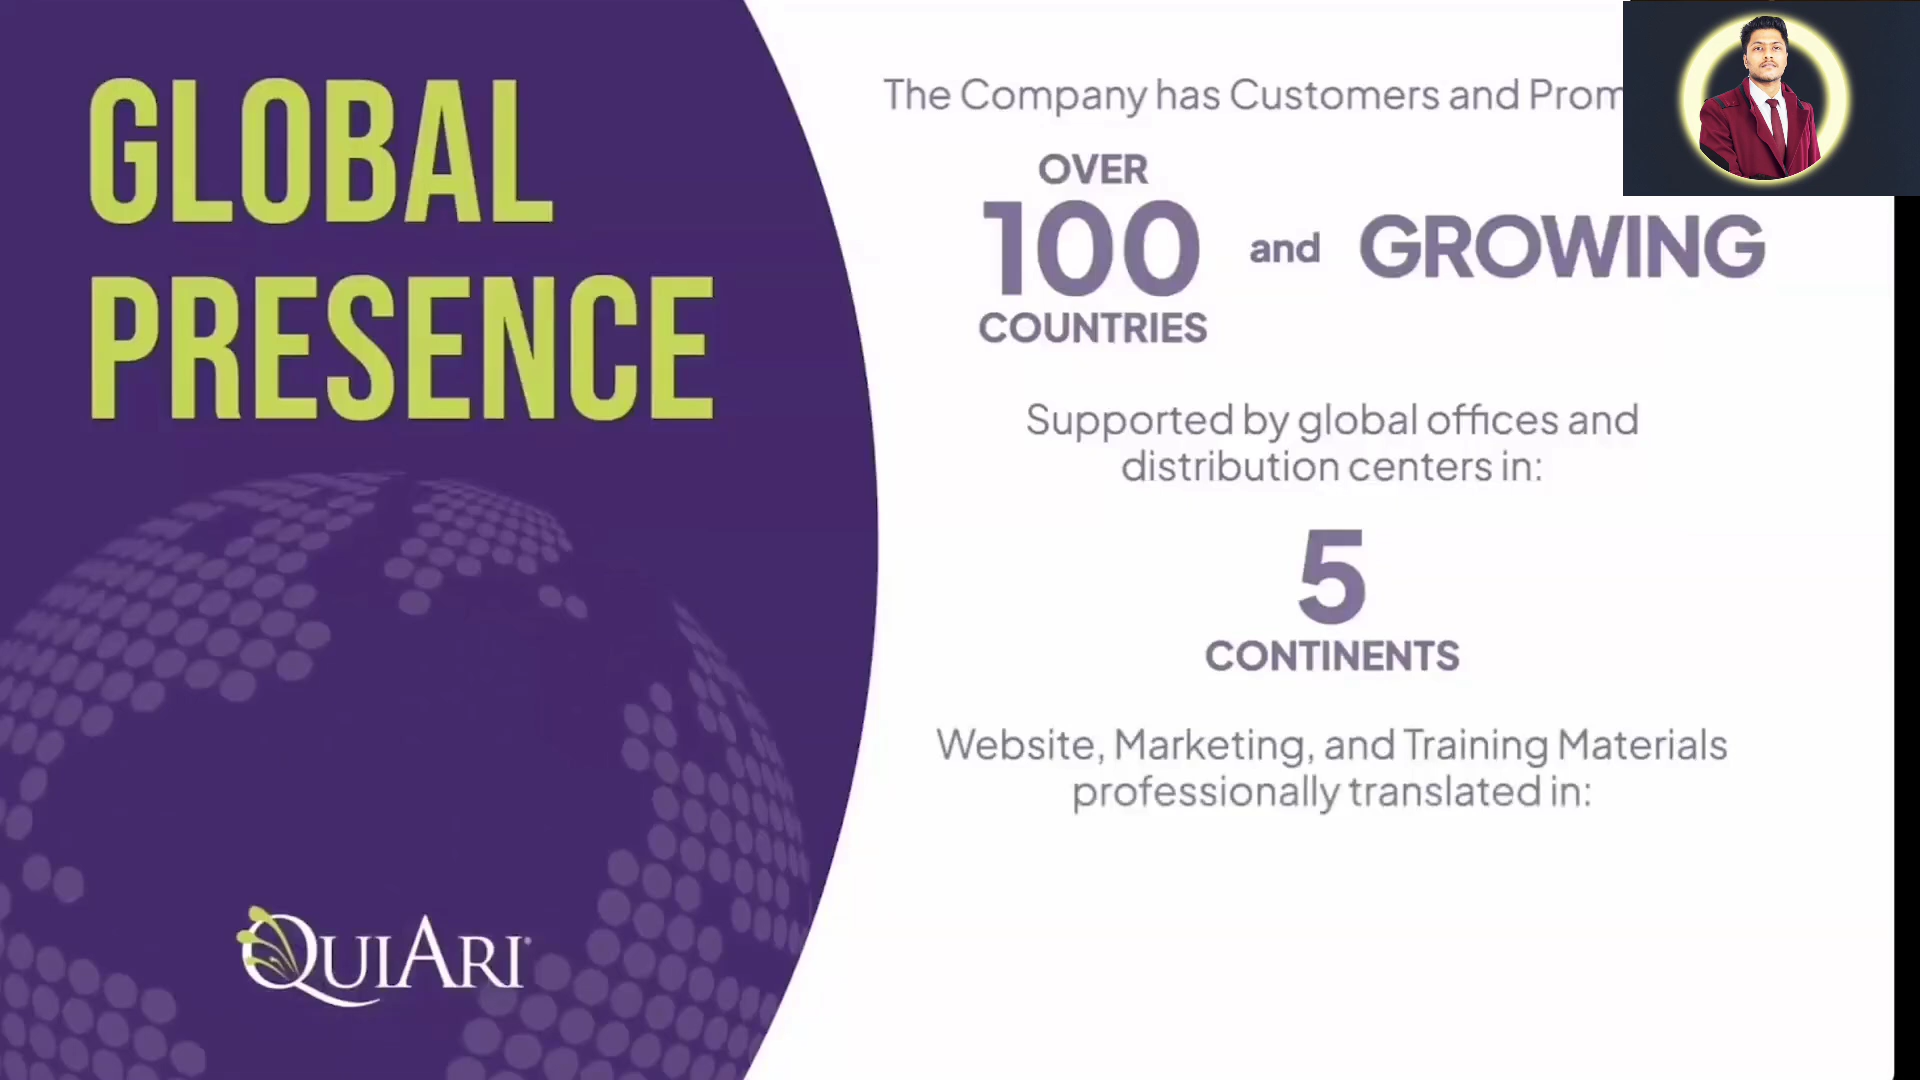 GLOBAL
PRESENCE
QUIARI
The Company has Customers and
OVER
100
COUNTRIES
and
GROWING
Supported by global offices and
distribution centers in:
5
CONTINENTS
Website, Marketing, and Training Materials
professionally translated in: